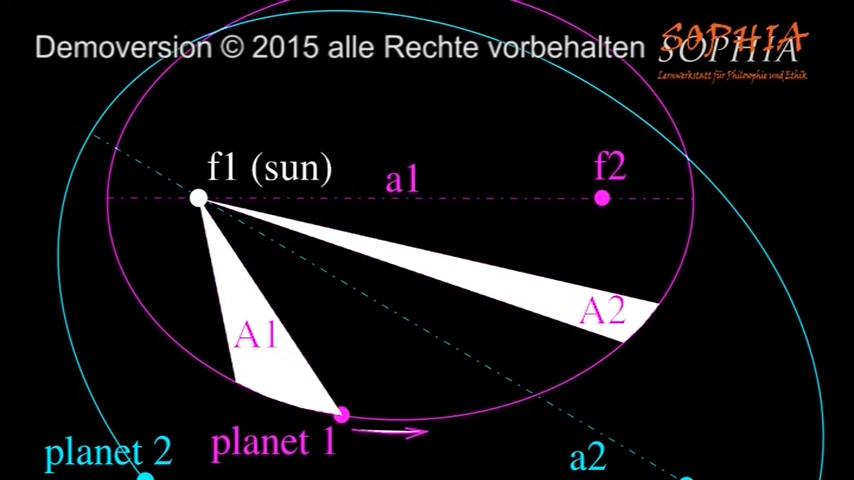 Demoversion © 2015 alle Rechte vorbehalten
SOPHIA
SOPHIA
Lernwerkstatt für Philosophie und Ethik
f1 (sun)
a1
f2
A1
A2
planet 1
planet 2
a2